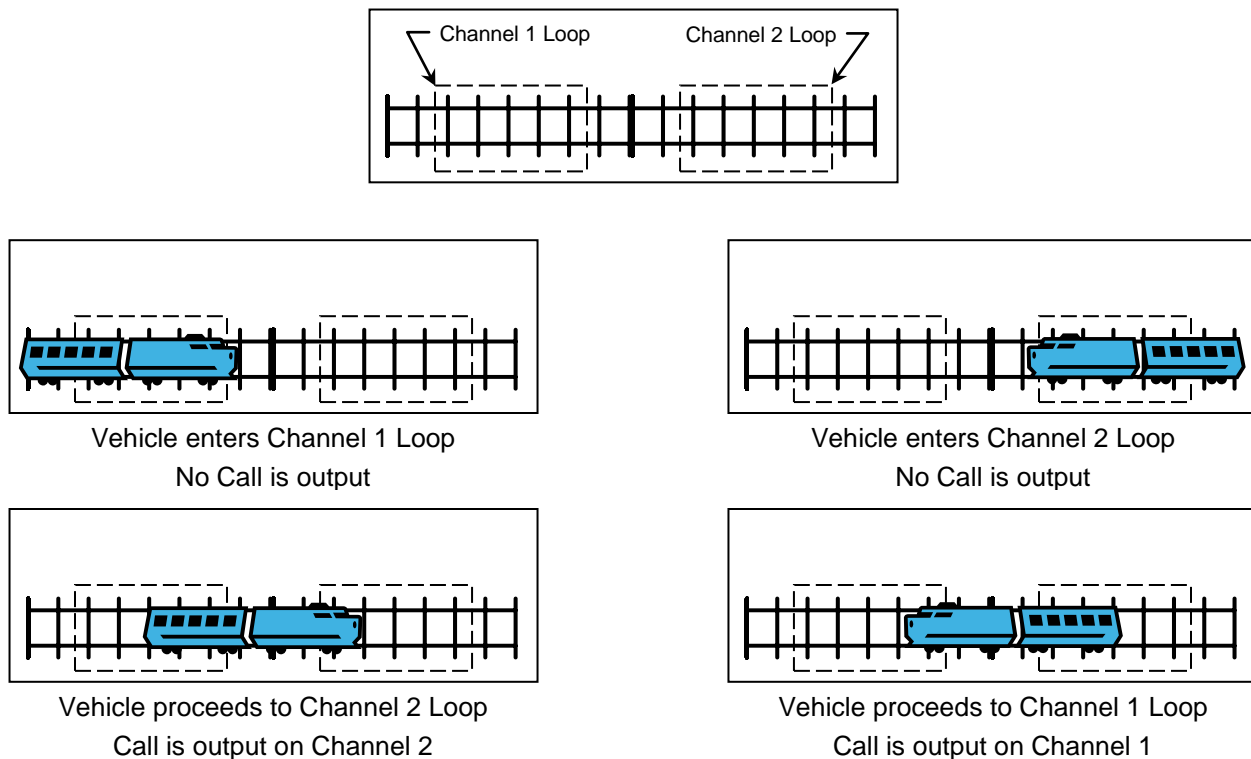 Channel 1 Loop
Channel 2 Loop
Vehicle enters Channel 1 Loop
No Call is output
Vehicle enters Channel 2 Loop
No Call is output
Vehicle proceeds to Channel 2 Loop
Call is output on Channel 2
Vehicle proceeds to Channel 1 Loop
Call is output on Channel 1